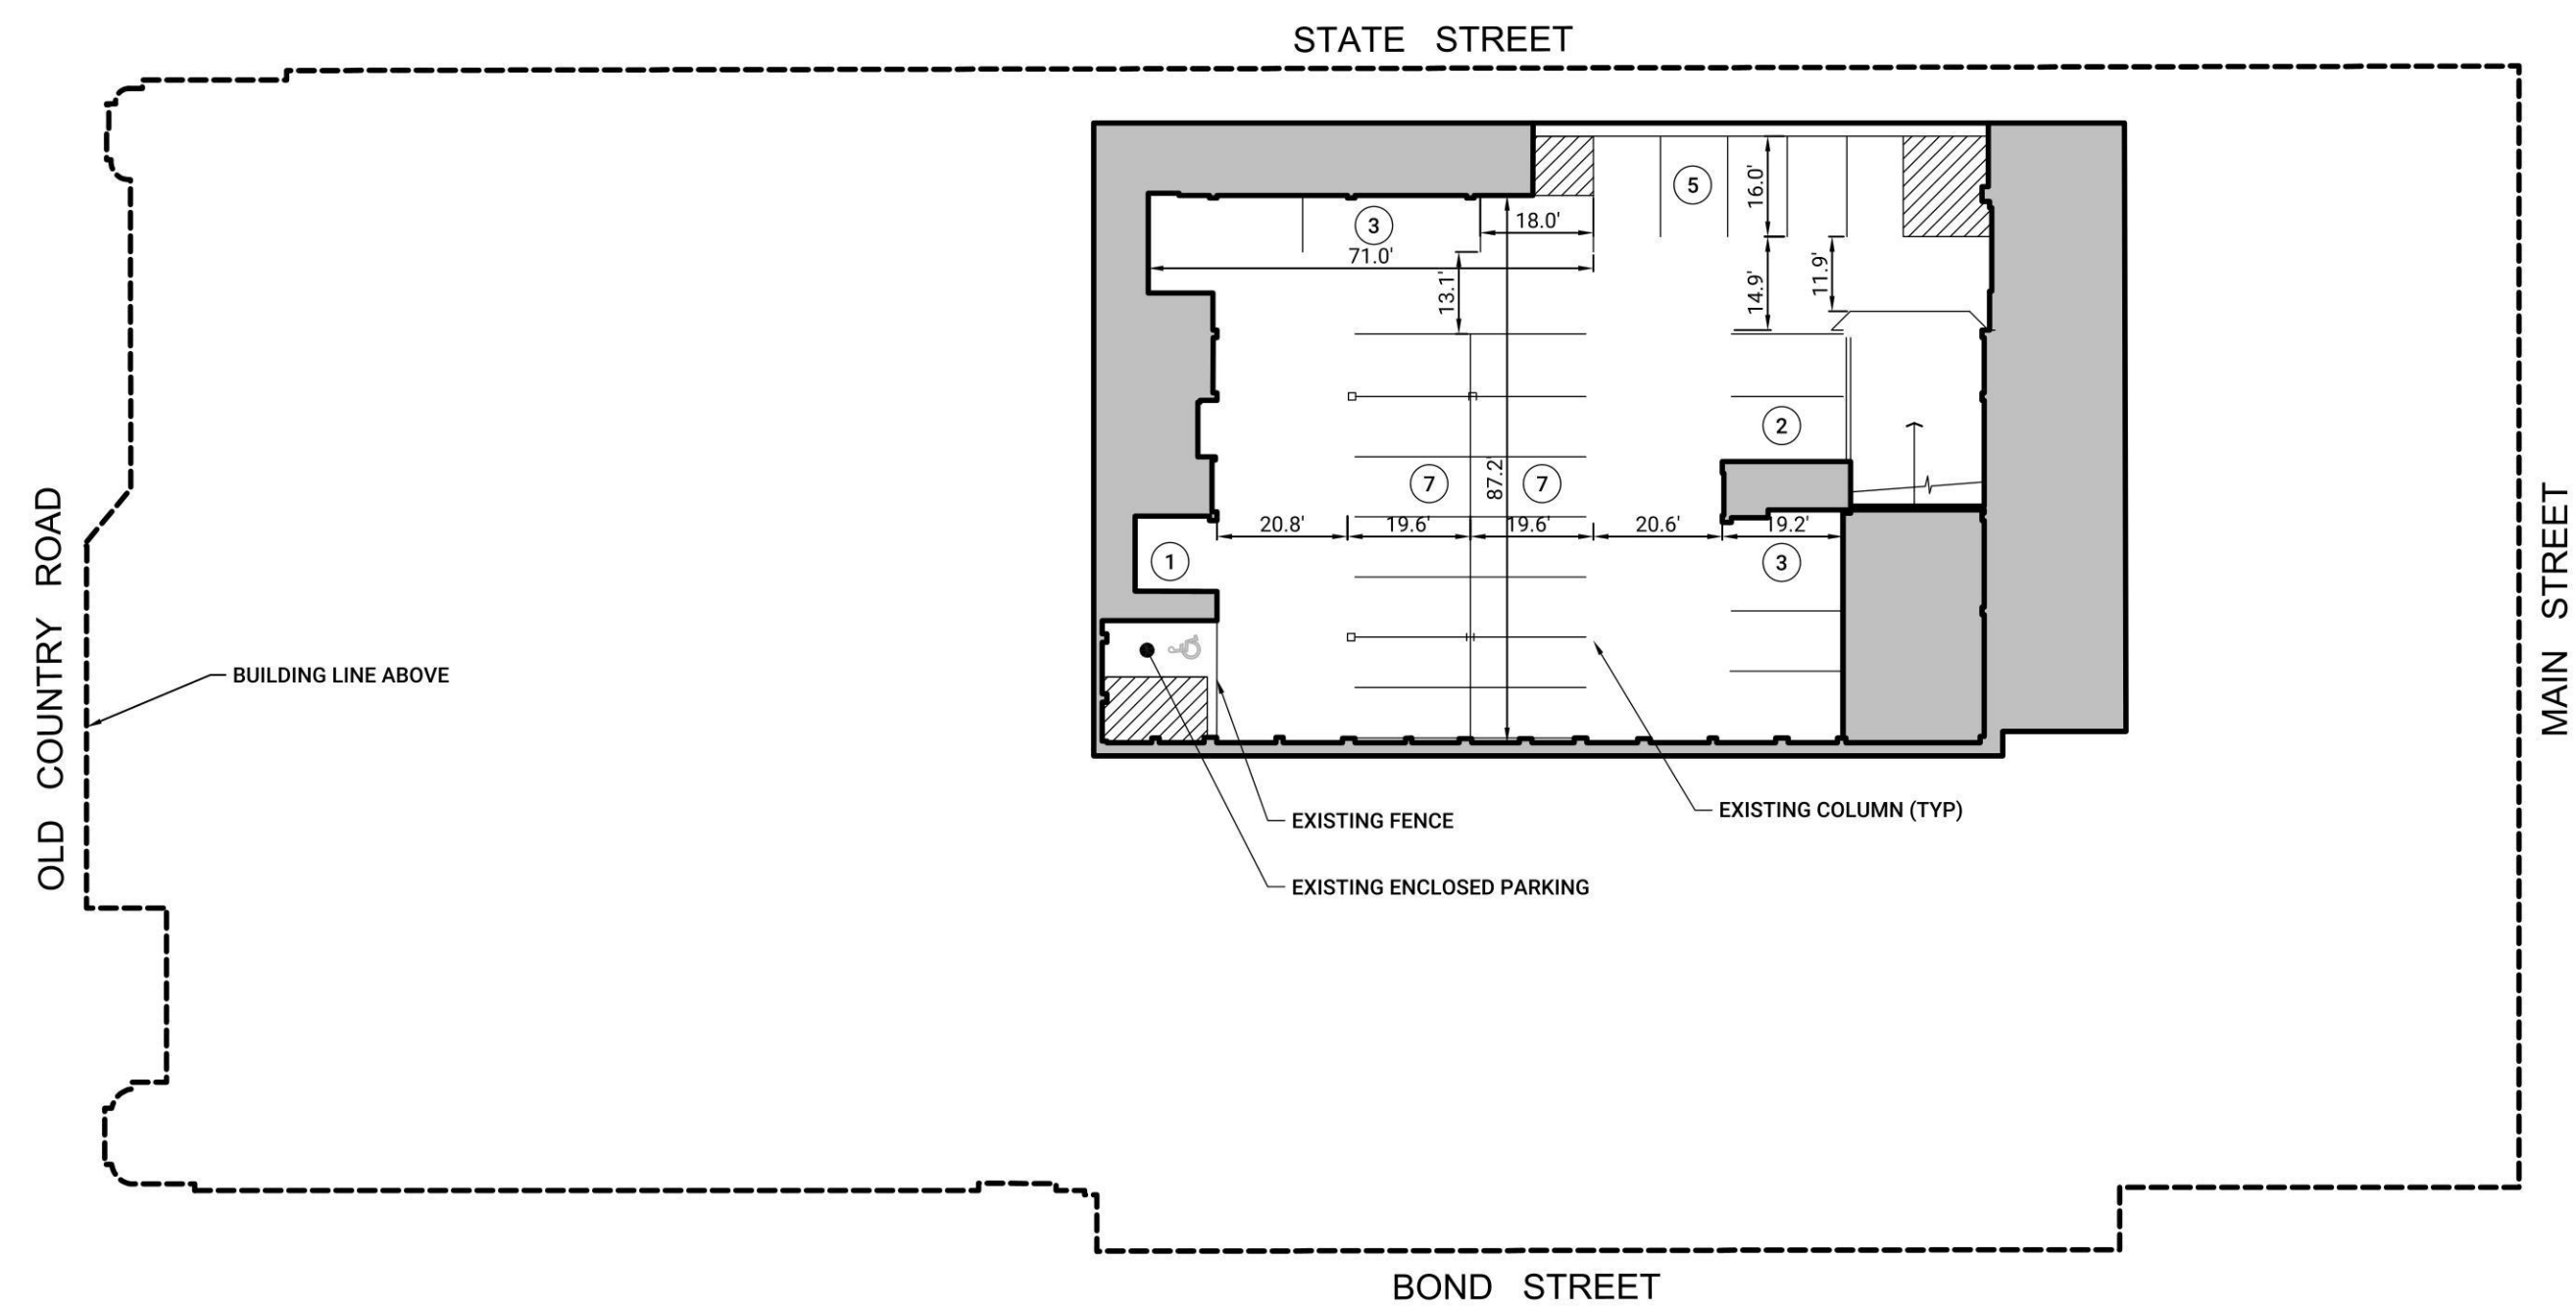 STATE STREET
5
16.0'
3
18.0'
71.0'
13.1'
14.9'
11.9'
2
7
87.2'
7
20.8'
19.6'
19.6'
20.6'
19.2'
1
3
OLD COUNTRY ROAD
MAIN STREET
BUILDING LINE ABOVE
EXISTING FENCE
EXISTING COLUMN (TYP)
EXISTING ENCLOSED PARKING
BOND STREET